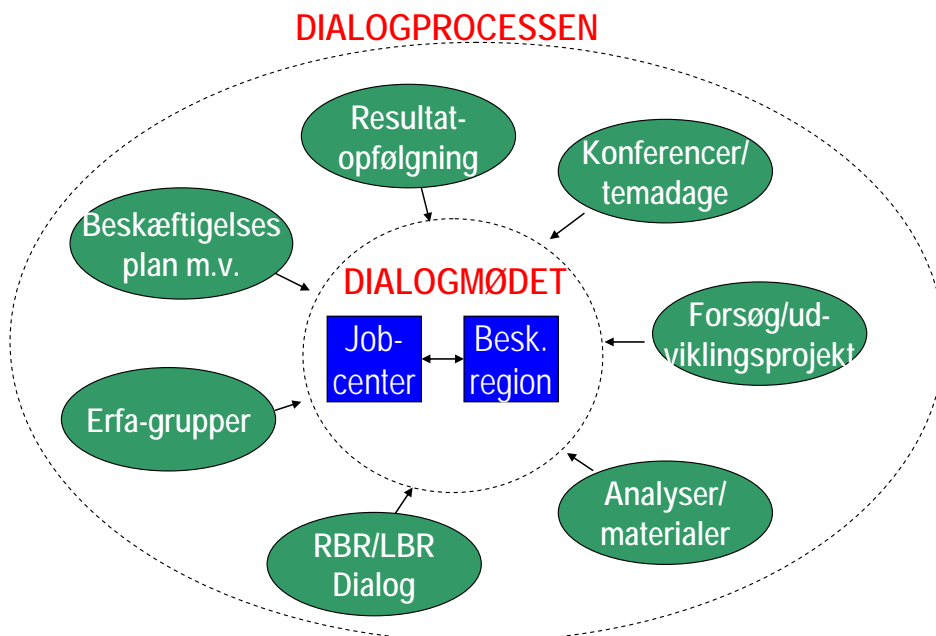 DIALOGPROCESSEN
Resultat-
opfølgning
Konferencer/
temadage
Beskæftigelses
plan m.v.
DIALOGMØDET
Job-
center
Besk.
region
Forsøg/ud-
viklingsprojekt
Erfa-grupper
Analyser/
materialer
RBR/LBR
Dialog